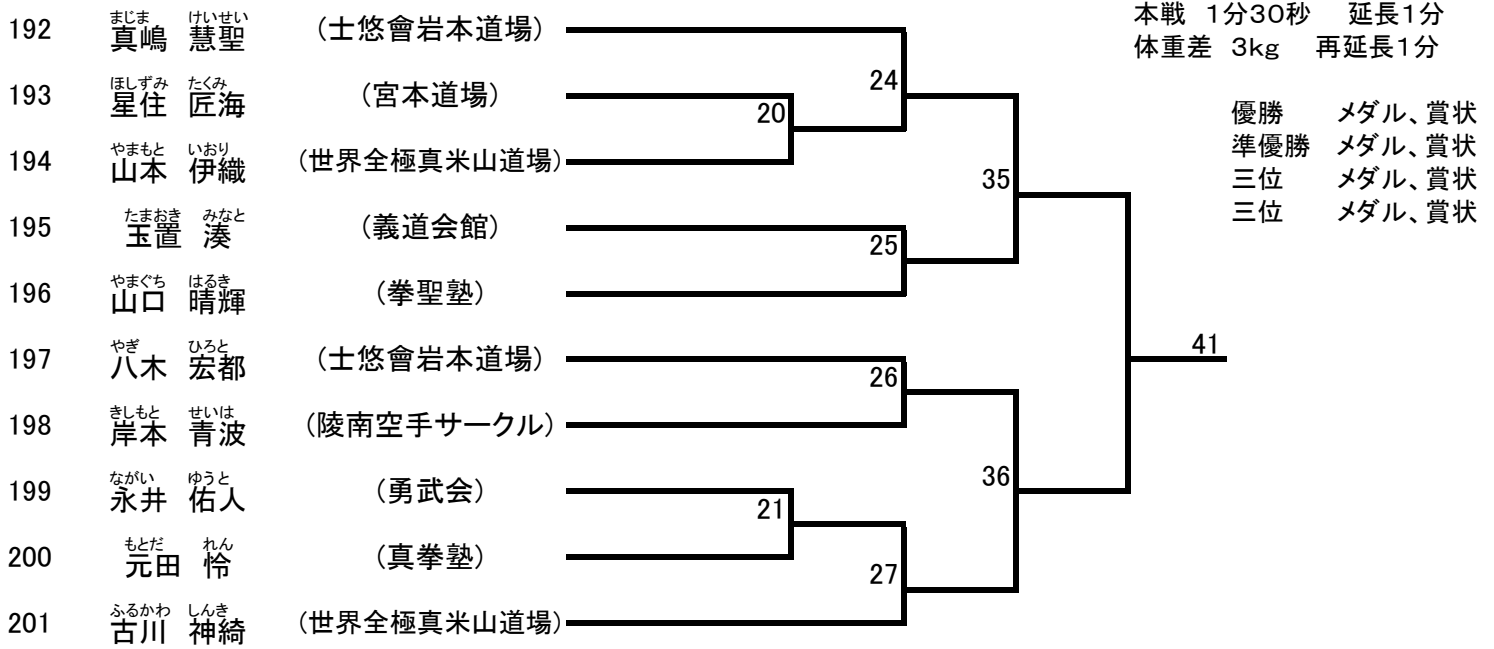 本戦 1分30秒 延長1分
体重差 3kg 再延長1分
優勝 メダル、賞状
準優勝 メダル、賞状
三位 メダル、賞状
三位 メダル、賞状
まじま けいせい
192 真嶋 慧聖 (士悠會岩本道場)
ほしずみ たくみ
193 星住 匠海 (宮本道場)
やまもと いおり
194 山本 伊織 (世界全極真米山道場)
たまおき みなと
195 玉置 湊 (義道会館)
やまぐち はるき
196 山口 晴輝 (拳聖塾)
やぎ ひろと
197 八木 宏都 (士悠會岩本道場)
きしもと せいは
198 岸本 青波 (陵南空手サークル)
ながい ゆうと
199 永井 佑人 (勇武会)
もとだ れん
200 元田 怜 (真拳塾)
ふるかわ しんき
201 古川 神綺 (世界全極真米山道場)
20
21
24
25
26
27
35
36
41